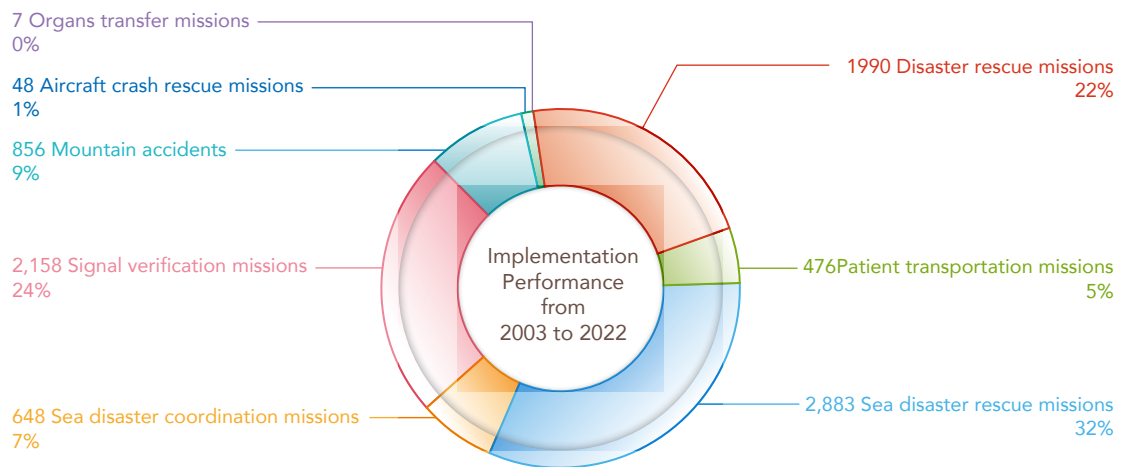 7 Organs transfer missions
0%
48 Aircraft crash rescue missions
1%
856 Mountain accidents
9%
2,158 Signal verification missions
24%
648 Sea disaster coordination missions
7%
Implementation
Performance
from
2003 to 2022
1990 Disaster rescue missions
22%
476Patient transportation missions
5%
2,883 Sea disaster rescue missions
32%